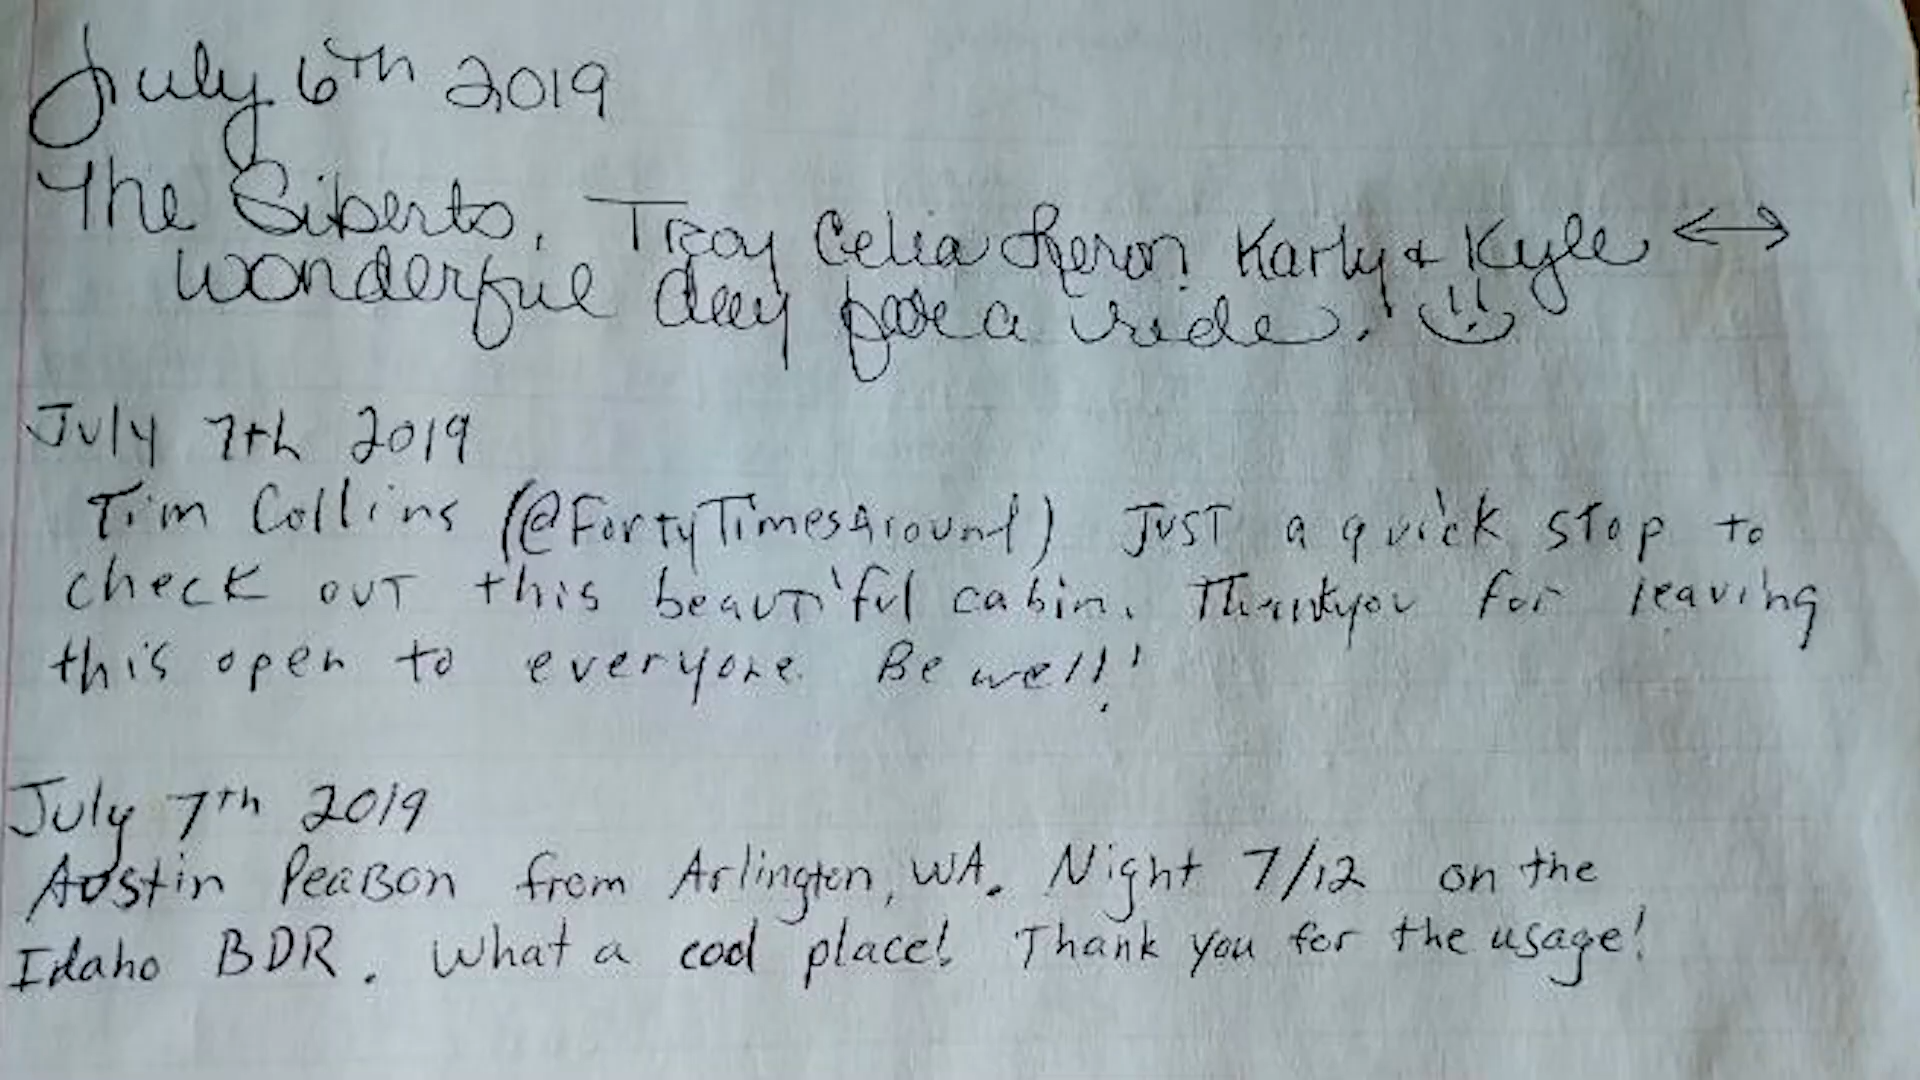 July 6th 2019
The Siberts, Troy Celia Karly & Kyle ↔
wonderful day for a ride. :)
July 7th 2019
Tim Collins (@FortyTimesAround) JUST a quick stop to
check out this beautiful cabin. Thankyou for leaving
this open to everyone. Be well!!
July 7th 2019
Austin Pearson from Arlington, WA. Night 7/12 on the
Idaho BDR. What a cool place! Thank you for the usage!